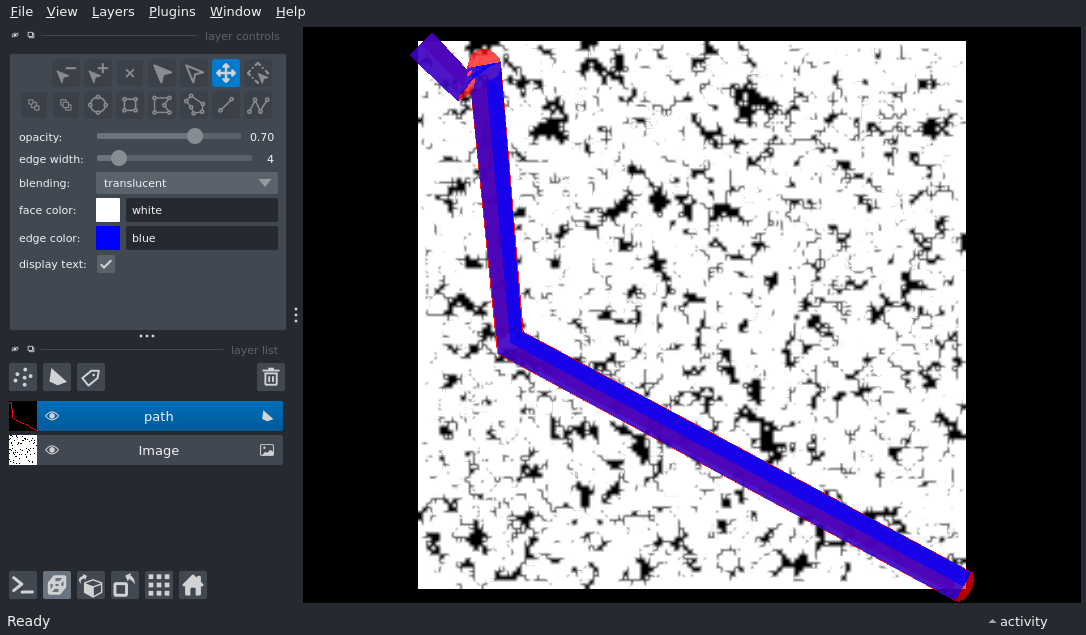 File View Layers Plugins Window Help
layer controls
opacity: 0.70
edge width: 4
blending: translucent
face color: white
edge color: blue
display text:
layer list
path
Image
Ready
activity